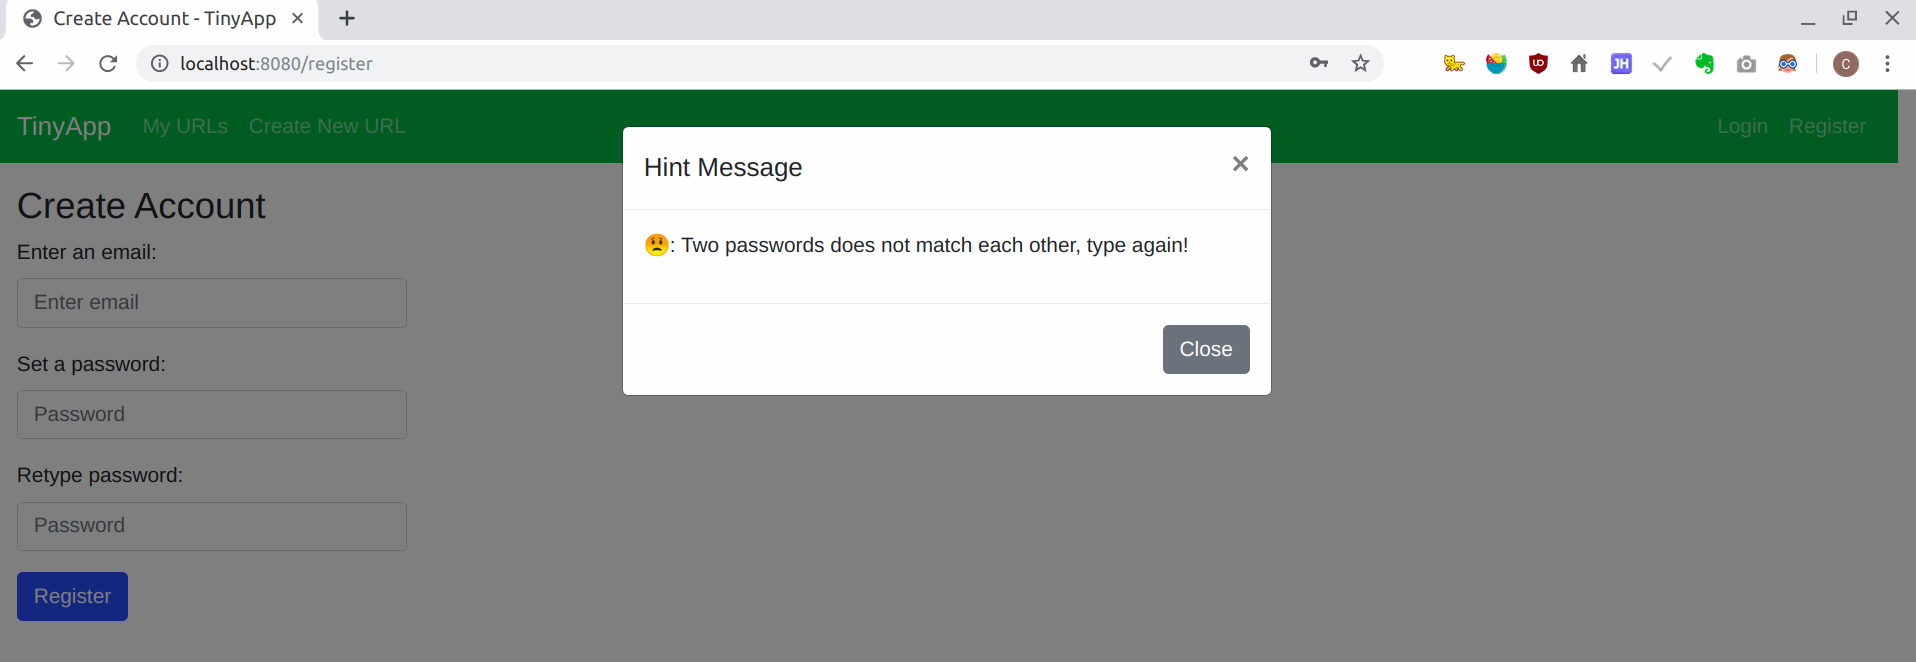 Create Account - TinyApp
localhost:8080/register
JH
C
TinyApp My URLs Create New URL Login Register
Hint Message ×
😟: Two passwords does not match each other, type again!
Close
Create Account
Enter an email:
Enter email
Set a password:
Password
Retype password:
Password
Register